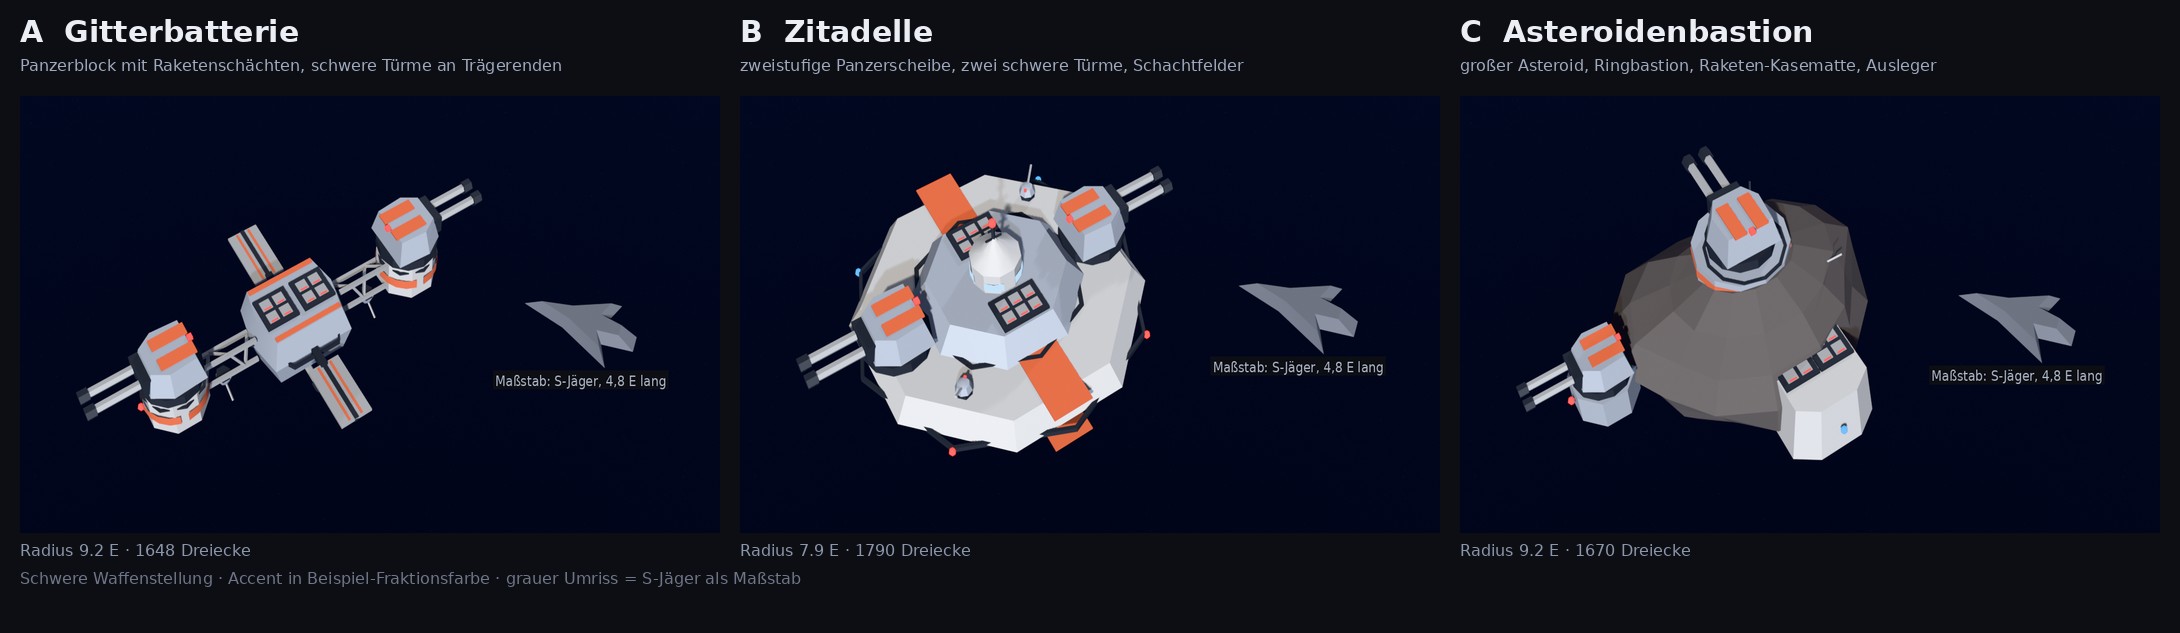 A Gitterbatterie
Panzerblock mit Raketenschächten, schwere Türme an Trägerenden
Maßstab: S-Jäger, 4,8 E lang
Radius 9.2 E · 1648 Dreiecke
B Zitadelle
zweistufige Panzerscheibe, zwei schwere Türme, Schachtfelder
Maßstab: S-Jäger, 4,8 E lang
Radius 7.9 E · 1790 Dreiecke
C Asteroidenbastion
großer Asteroid, Ringbastion, Raketen-Kasematte, Ausleger
Maßstab: S-Jäger, 4,8 E lang
Radius 9.2 E · 1670 Dreiecke
Schwere Waffenstellung · Accent in Beispiel-Fraktionsfarbe · grauer Umriss = S-Jäger als Maßstab